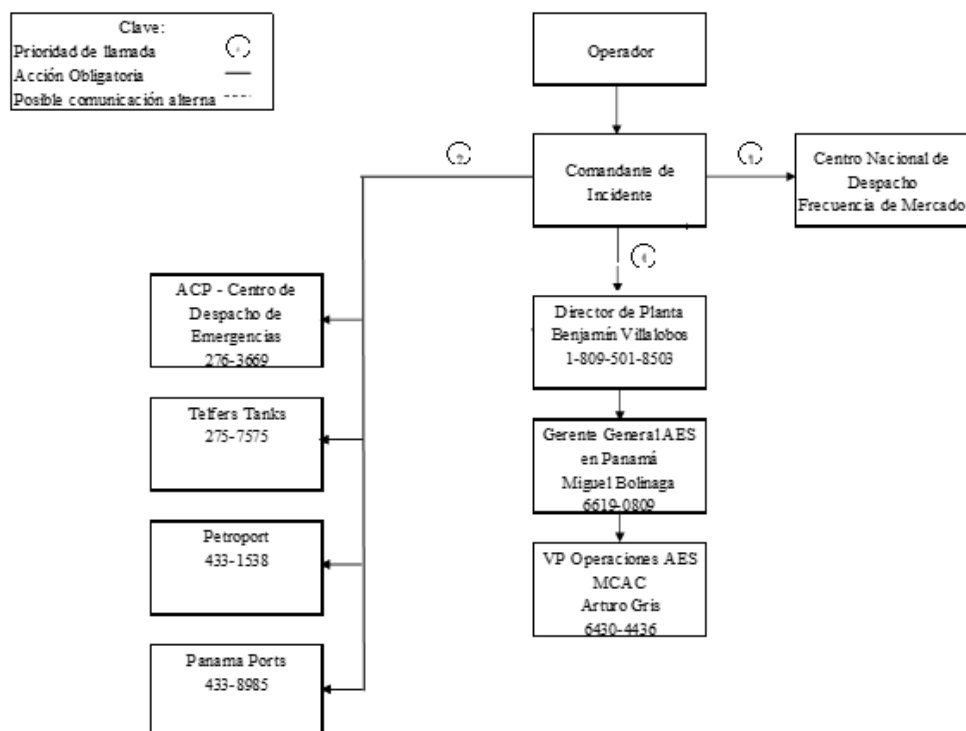 Clave:
Prioridad de llamada
Acción Obligatoria
Posible comunicación alterna
Operador
Comandante de
Incidente
2
1
Centro Nacional de
Despacho
Frecuencia de Mercado
ACP - Centro de
Despacho de
Emergencias
276-3669
Telfers Tanks
275-7575
Petroport
433-1538
Panama Ports
433-8985
Director de Planta
Benjamín Villalobos
1-809-501-8503
Gerente General AES
en Panamá
Miguel Bolinaga
6619-0809
VP Operaciones AES
MCAC
Arturo Gris
6430-4436